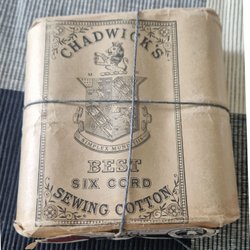 CHADWICK'S
BEST
SIX CORD
SEWING COTTON